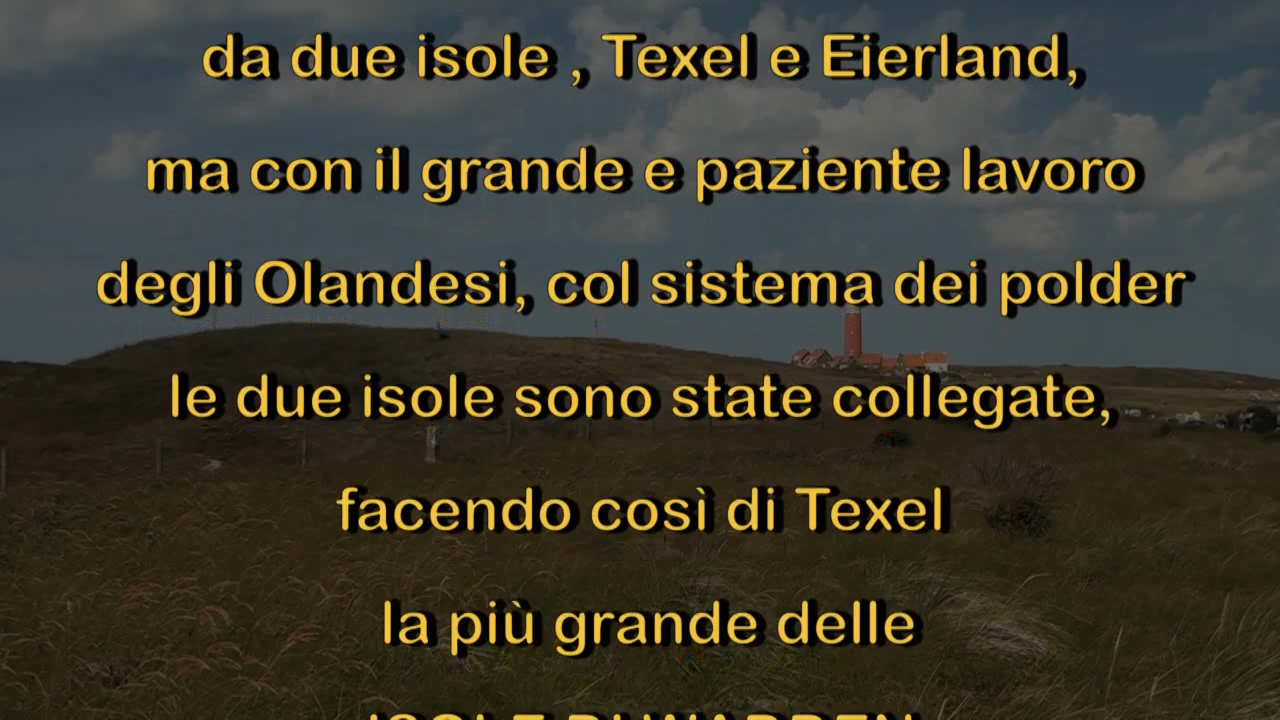 da due isole , Texel e Eierland,
ma con il grande e paziente lavoro
degli Olandesi, col sistema dei polder
le due isole sono state collegate,
facendo così di Texel
la più grande delle